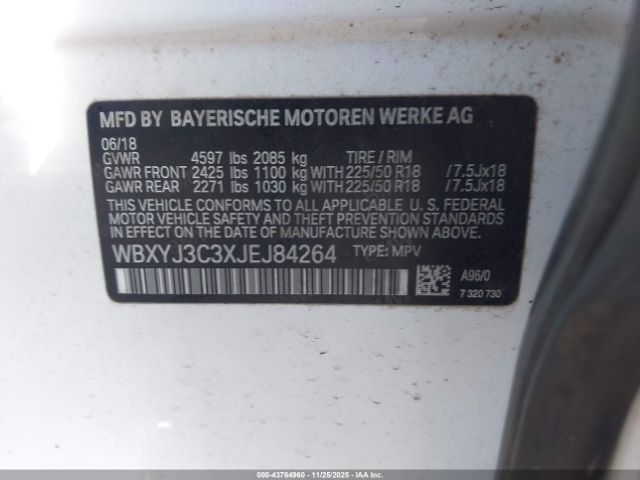 MFD BY BAYERISCHE MOTOREN WERKE AG
06/18
GVWR 4597 lbs 2085 kg TIRE / RIM
GAWR FRONT 2425 lbs 1100 kg WITH 225/50 R18 /7.5Jx18
GAWR REAR 2271 lbs 1030 kg WITH 225/50 R18 /7.5Jx18
THIS VEHICLE CONFORMS TO ALL APPLICABLE U. S. FEDERAL
MOTOR VEHICLE SAFETY AND THEFT PREVENTION STANDARDS
IN EFFECT ON THE DATE OF MANUFACTURE SHOWN ABOVE.
WBXYJ3C3XJEJ84264 TYPE: MPV
A96/0
7 320 730
000-43764960 - 11/25/2025 - IAAI.CA